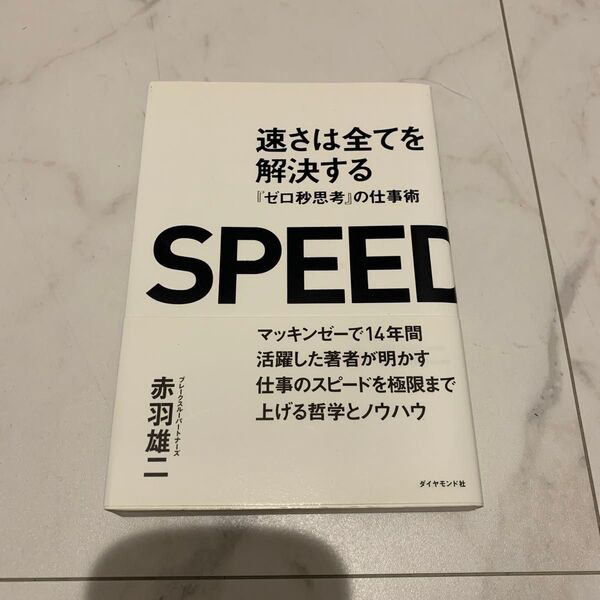 速さは全てを
解決する
『ゼロ秒思考』の仕事術
SPEED
マッキンゼーで14年間
活躍した著者が明かす
仕事のスピードを極限まで
上げる哲学とノウハウ
ブレークスルーパートナーズ
赤羽雄二
ダイヤモンド社